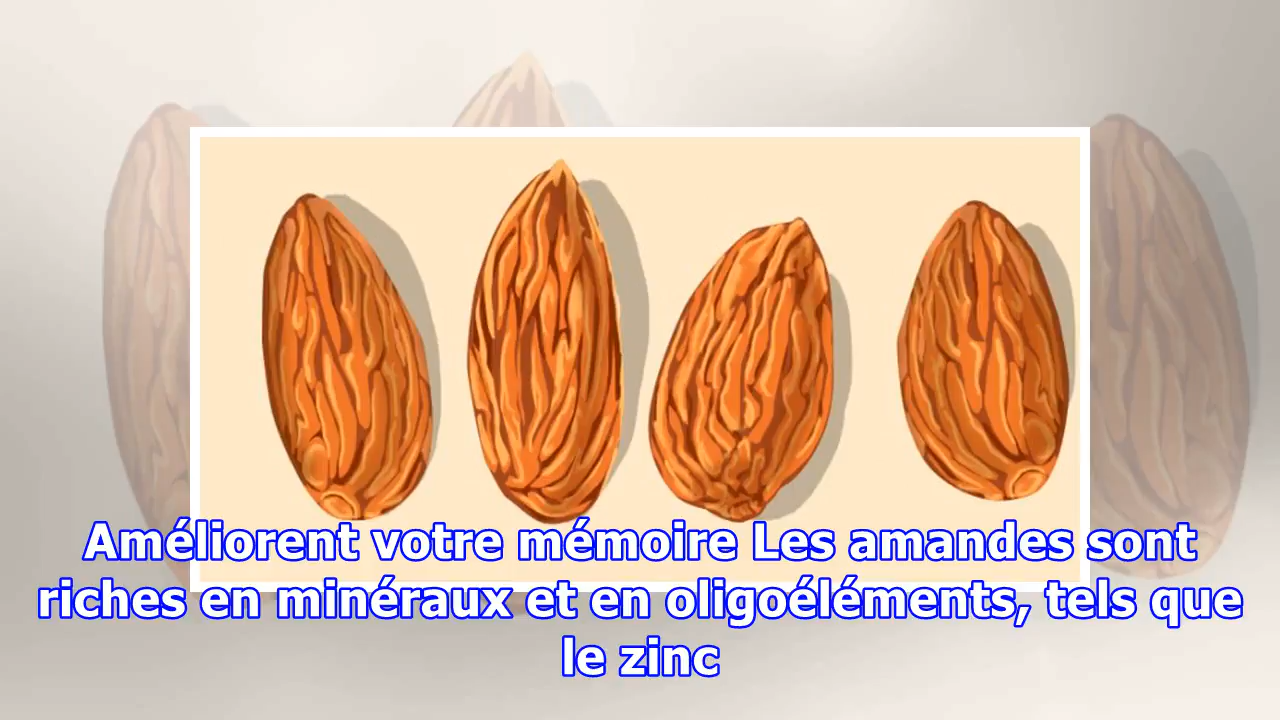 Améliorent votre mémoire Les amandes sont
riches en minéraux et en oligoéléments, tels que
le zinc